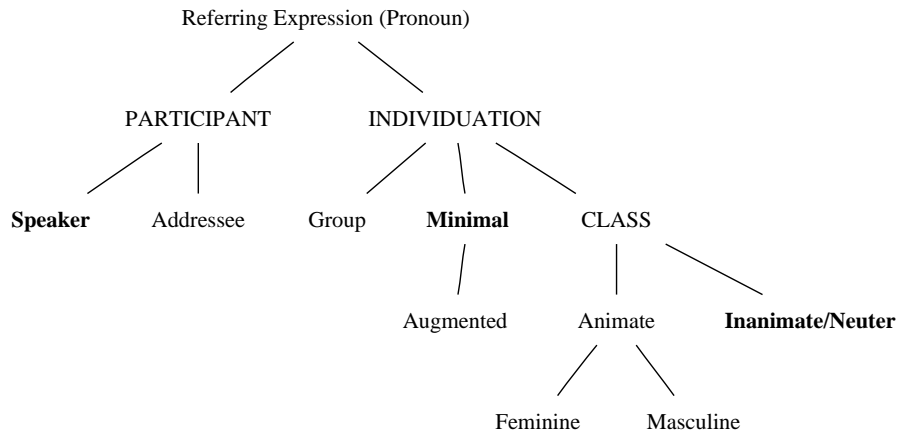 Referring Expression (Pronoun)
PARTICIPANT INDIVIDUATION
Speaker Addressee Group Minimal CLASS
Augmented Animate Inanimate/Neuter
Feminine Masculine